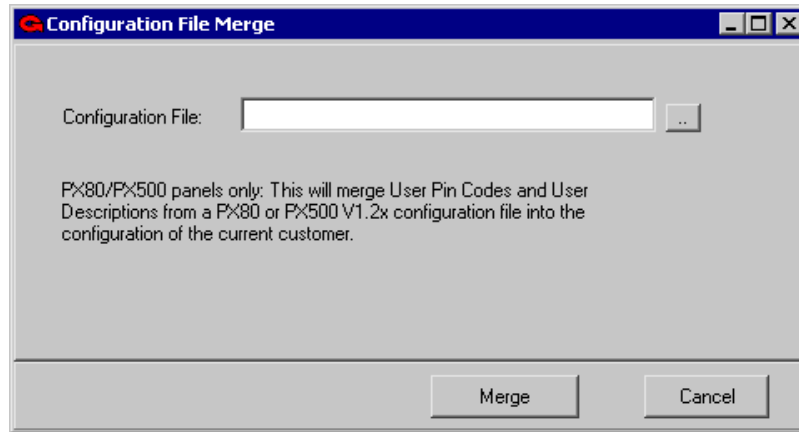 Configuration File Merge
Configuration File:
..
PX80/PX500 panels only: This will merge User Pin Codes and User
Descriptions from a PX80 or PX500 V1.2x configuration file into the
configuration of the current customer.
Merge
Cancel